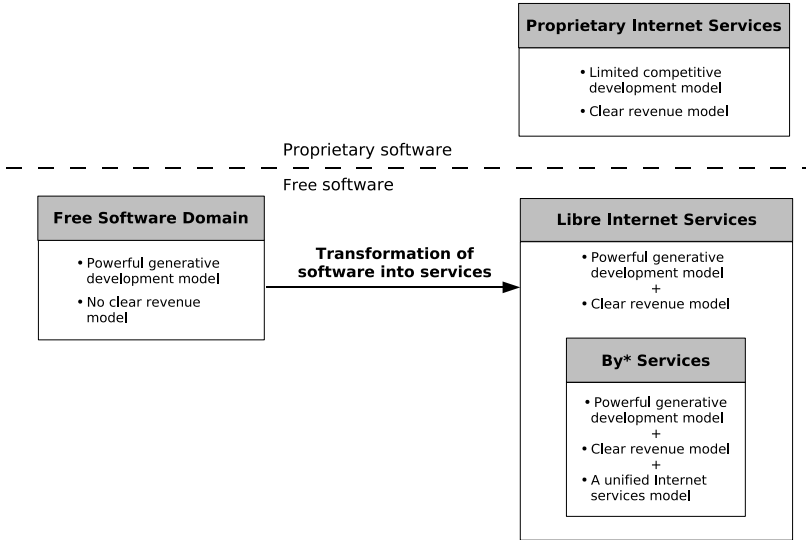 Proprietary Internet Services
• Limited competitive
development model
• Clear revenue model
Proprietary software
Free software
Free Software Domain
• Powerful generative
development model
• No clear revenue
model
Transformation of
software into services
Libre Internet Services
• Powerful generative
development model
+
• Clear revenue model
By* Services
• Powerful generative
development model
+
• Clear revenue model
+
• A unified Internet
services model